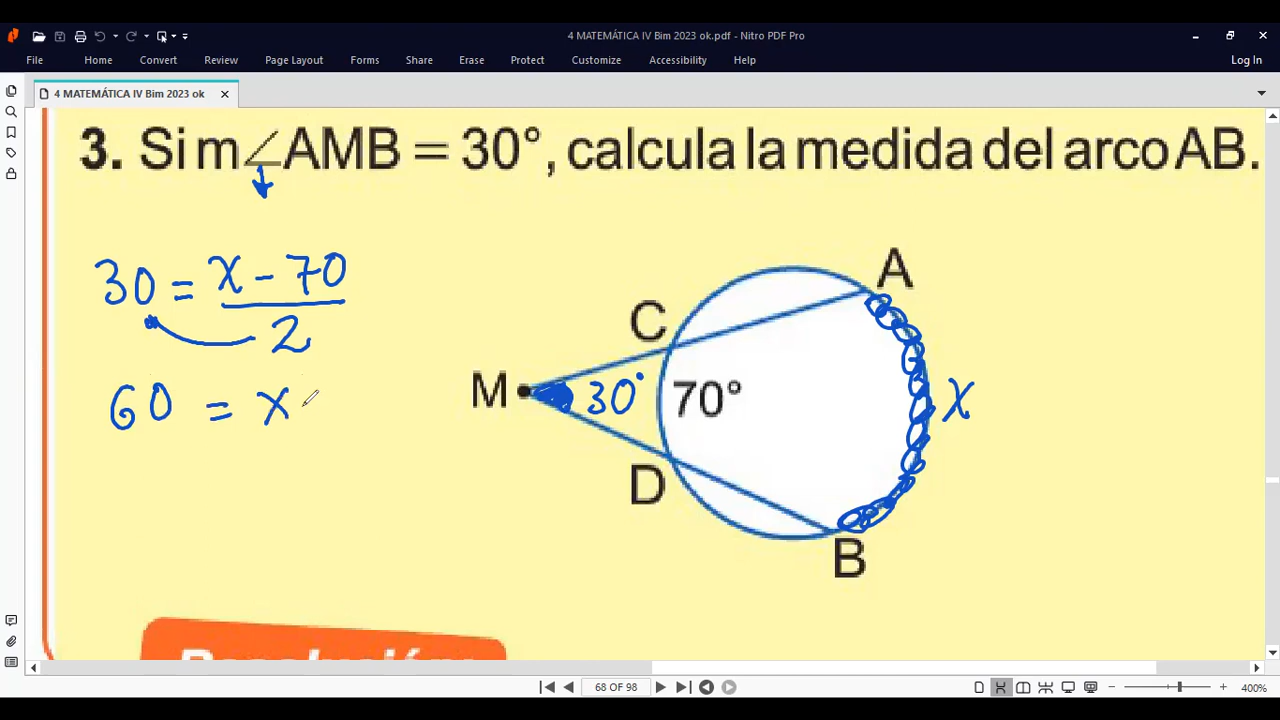 4 MATEMÁTICA IV Bim 2023 ok.pdf - Nitro PDF Pro
File Home Convert Review Page Layout Forms Share Erase Protect Customize Accessibility Help Log In
4 MATEMÁTICA IV Bim 2023 ok
3. Si m∠AMB = 30°, calcula la medida del arco AB.
30 = x - 70
2
60 = x
A
C
M 30° 70° x
D
B
68 OF 98 400%